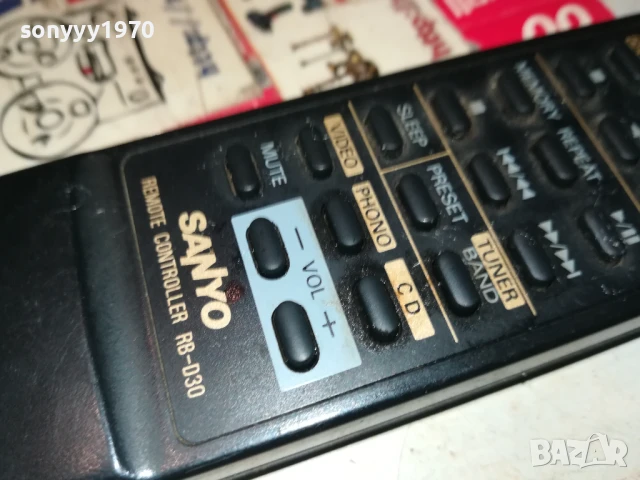 sonyyy1970
SLEEP
MEMORY
REPEAT
VIDEO
MUTE
PRESET
PHONO
SANYO
REMOTE CONTROLLER RB-D30
- VOL +
CD
TUNER
BAND
BAZAR